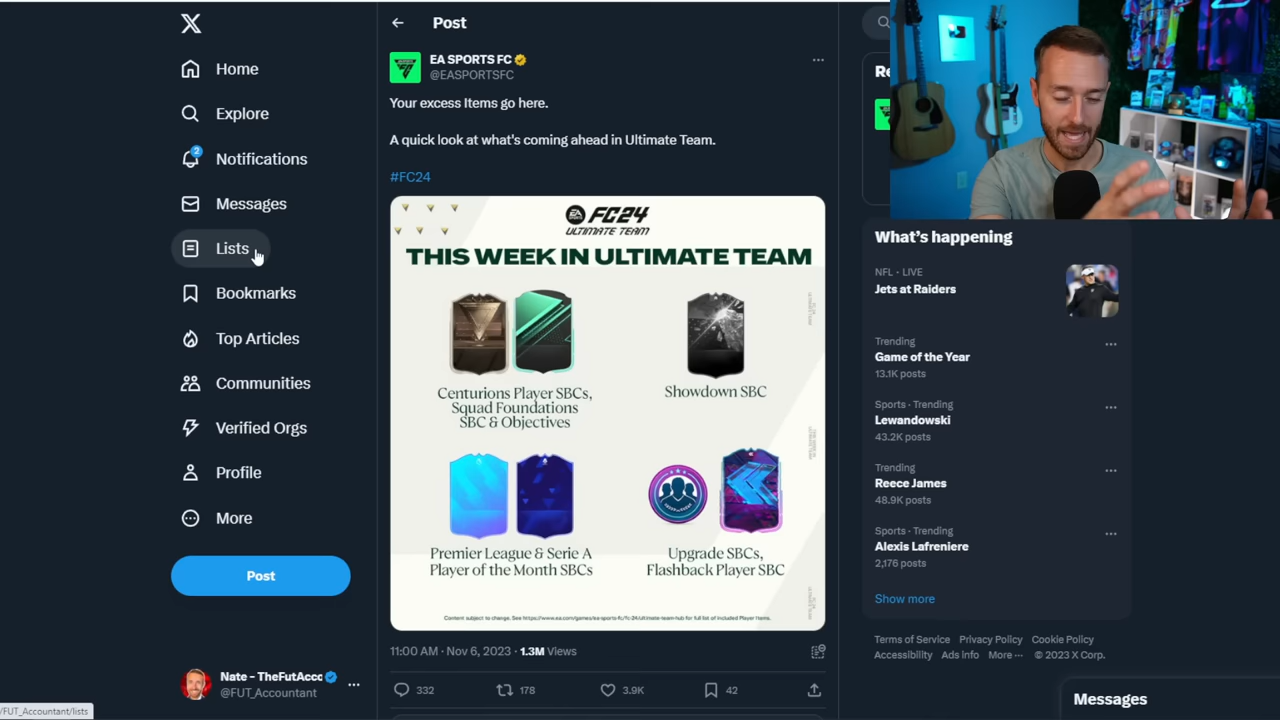 Home
Explore
2
Notifications
Messages
Lists
Bookmarks
Top Articles
Communities
Verified Orgs
Profile
More
Post
Nate - TheFutAcco
@FUT_Accountant
/FUT_Accountant/lists
Post
EA SPORTS FC
@EASPORTSFC
Your excess Items go here.
A quick look at what's coming ahead in Ultimate Team.
#FC24
EA SPORTS FC24
ULTIMATE TEAM
THIS WEEK IN ULTIMATE TEAM
Centurions Player SBCs,
Squad Foundations
SBC & Objectives
Showdown SBC
Premier League & Serie A
Player of the Month SBCs
Upgrade SBCs,
Flashback Player SBC
11:00 AM · Nov 6, 2023 · 1.3M Views
332
178
3.9K
42
Re
What's happening
NFL · LIVE
Jets at Raiders
Trending
Game of the Year
13.1K posts
Sports · Trending
Lewandowski
43.2K posts
Trending
Reece James
48.9K posts
Sports · Trending
Alexis Lafreniere
2,176 posts
Show more
Terms of Service Privacy Policy Cookie Policy
Accessibility Ads info More ··· © 2023 X Corp.
Messages